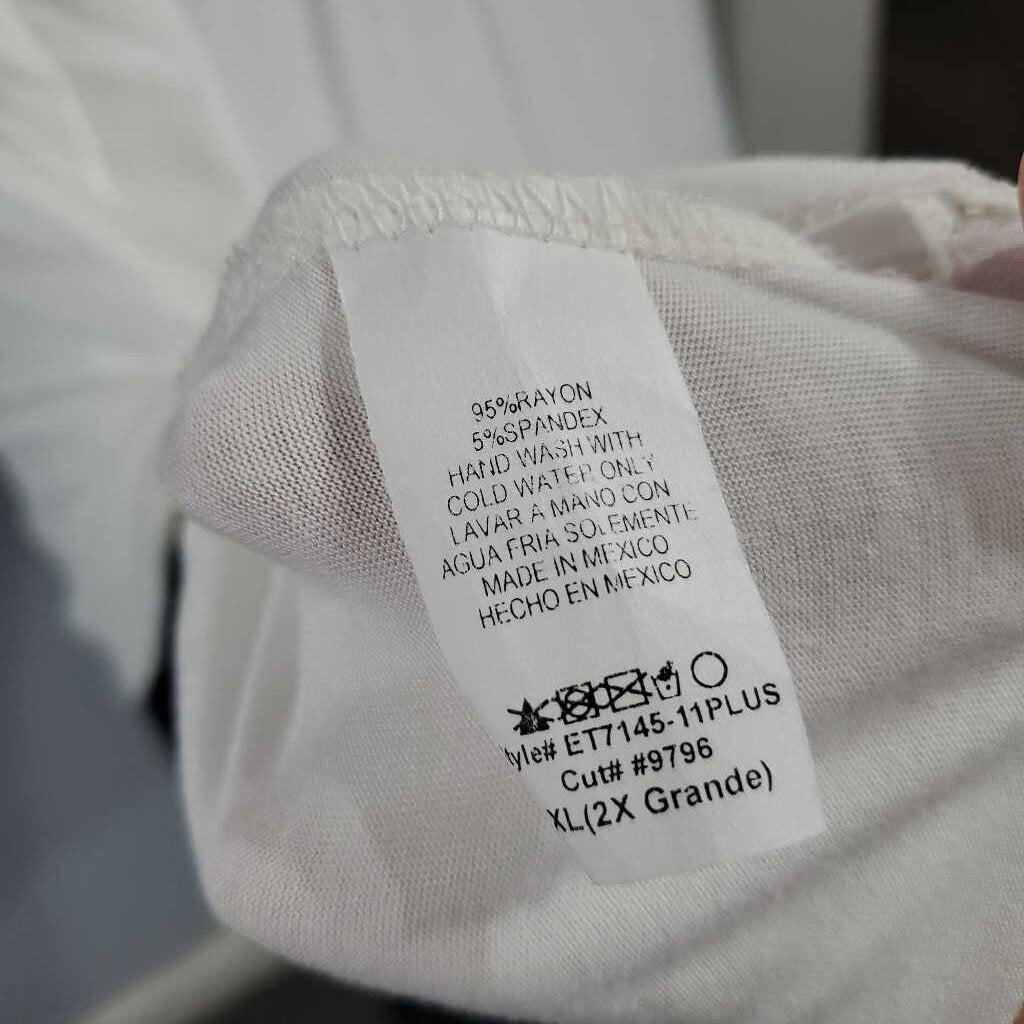 95%RAYON
5%SPANDEX
HAND WASH WITH
COLD WATER ONLY
LAVAR A MANO CON
AGUA FRIA SOLEMENTE
MADE IN MEXICO
HECHO EN MEXICO
tyle# ET7145-11PLUS
Cut# #9796
XL(2X Grande)